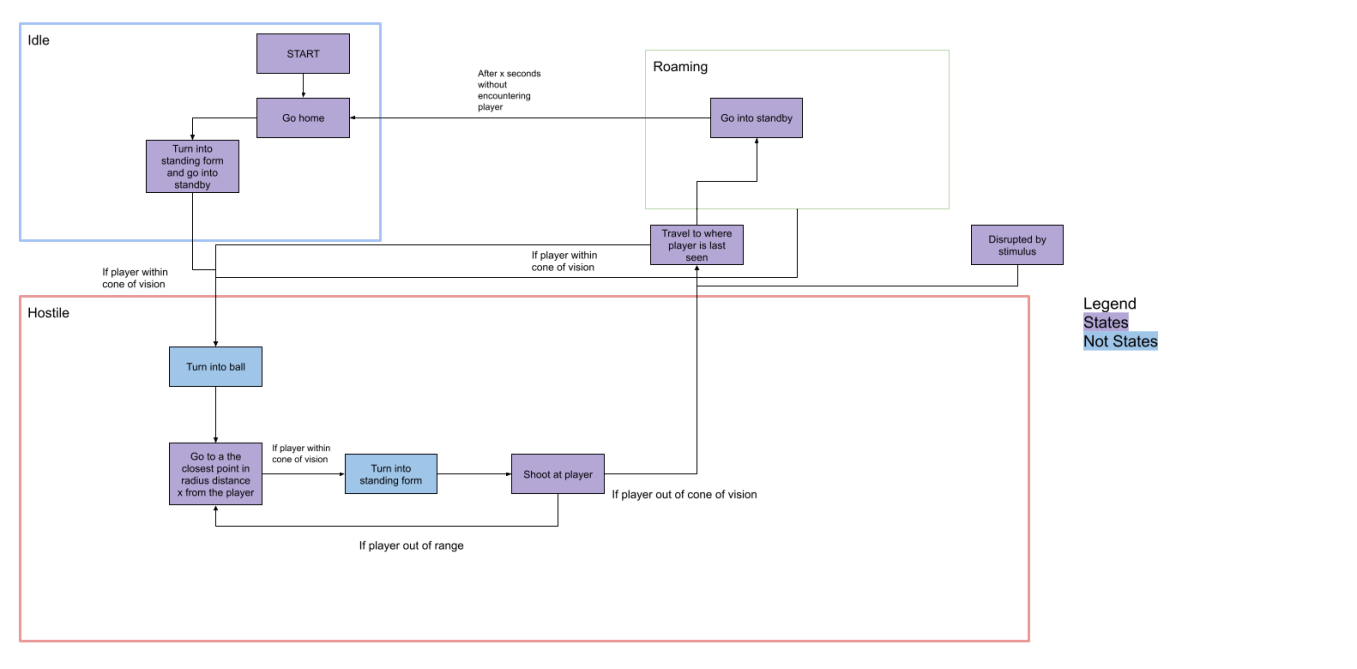 Idle
START
Go home
Turn into
standing form
and go into
standby
After x seconds
without
encountering
player
Roaming
Go into standby
Travel to where
player is last
seen
Disrupted by
stimulus
If player within
cone of vision
If player within
cone of vision
Hostile
Turn into ball
Go to a the
closest point in
radius distance
x from the player
If player within
cone of vision
Turn into
standing form
Shoot at player
If player out of cone of vision
If player out of range
Legend
States
Not States